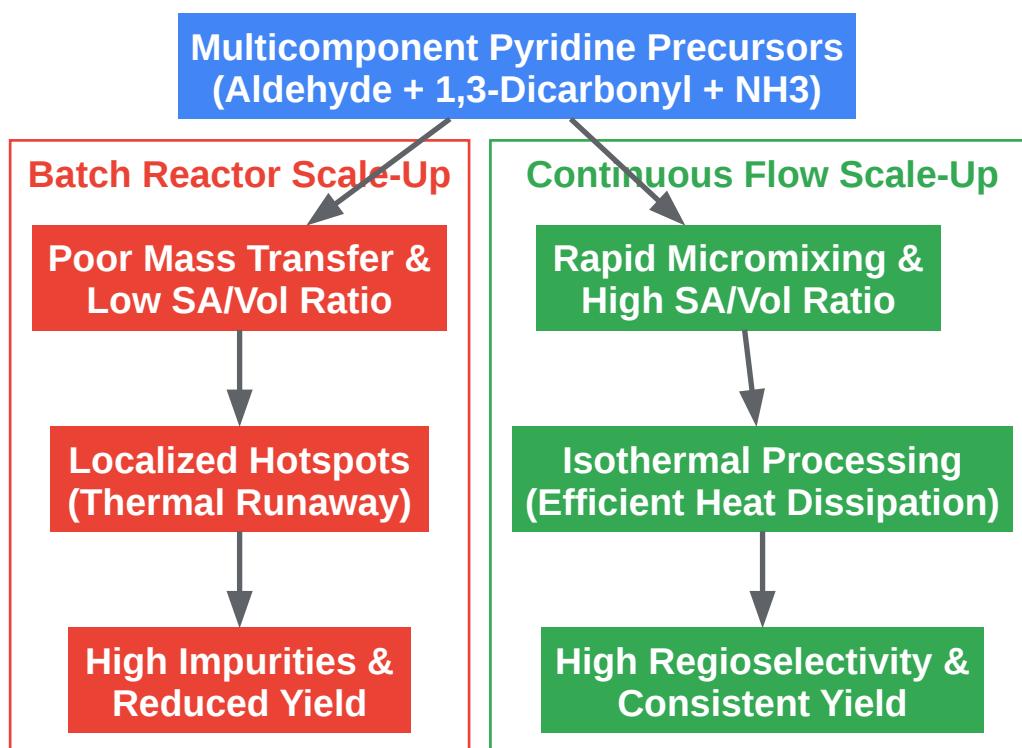 Multicomponent Pyridine Precursors
(Aldehyde + 1,3-Dicarbonyl + NH3)
Batch Reactor Scale-Up
Poor Mass Transfer &
Low SA/Vol Ratio
Localized Hotspots
(Thermal Runaway)
High Impurities &
Reduced Yield
Continuous Flow Scale-Up
Rapid Micromixing &
High SA/Vol Ratio
Isothermal Processing
(Efficient Heat Dissipation)
High Regioselectivity &
Consistent Yield